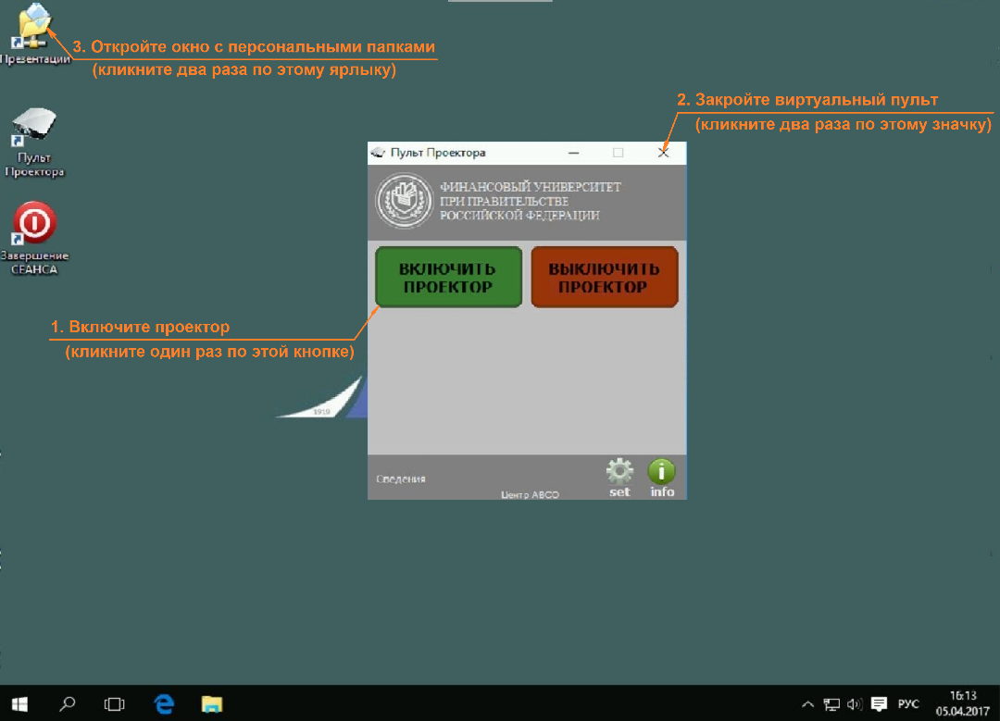 3. Откройте окно с персональными папками
(кликните два раза по этому ярлыку)
Презентации
2. Закройте виртуальный пульт
(кликните два раза по этому значку)
Пульт
Проектора
Пульт Проектора
ФИНАНСОВЫЙ УНИВЕРСИТЕТ
ПРИ ПРАВИТЕЛЬСТВЕ
РОССИЙСКОЙ ФЕДЕРАЦИИ
Завершение
СЕАНСА
ВКЛЮЧИТЬ
ПРОЕКТОР
ВЫКЛЮЧИТЬ
ПРОЕКТОР
1. Включите проектор
(кликните один раз по этой кнопке)
1919
Сведения
Центр АВСО
set
info
РУС
16:13
05.04.2017